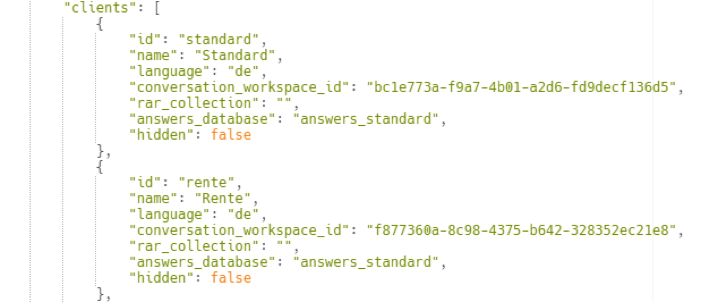 "clients": [
{
"id": "standard",
"name": "Standard",
"language": "de",
"conversation_workspace_id": "bc1e773a-f9a7-4b01-a2d6-fd9decf136d5",
"rar_collection": "",
"answers_database": "answers_standard",
"hidden": false
},
{
"id": "rente",
"name": "Rente",
"language": "de",
"conversation_workspace_id": "f877360a-8c98-4375-b642-328352ec21e8",
"rar_collection": "",
"answers_database": "answers_standard",
"hidden": false
},